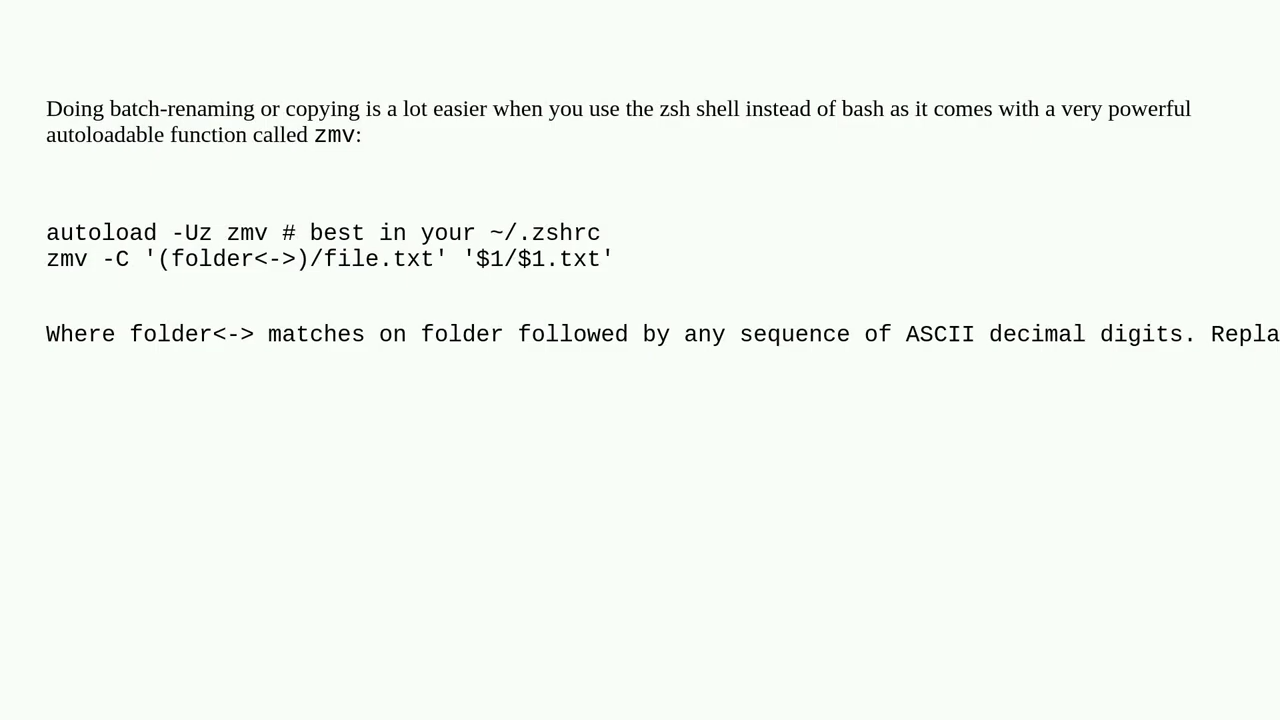 Doing batch-renaming or copying is a lot easier when you use the zsh shell instead of bash as it comes with a very powerful
autoloadable function called zmv:
autoload -Uz zmv # best in your ~/.zshrc
zmv -C '(folder<->)/file.txt' '$1/$1.txt'
Where folder<-> matches on folder followed by any sequence of ASCII decimal digits.